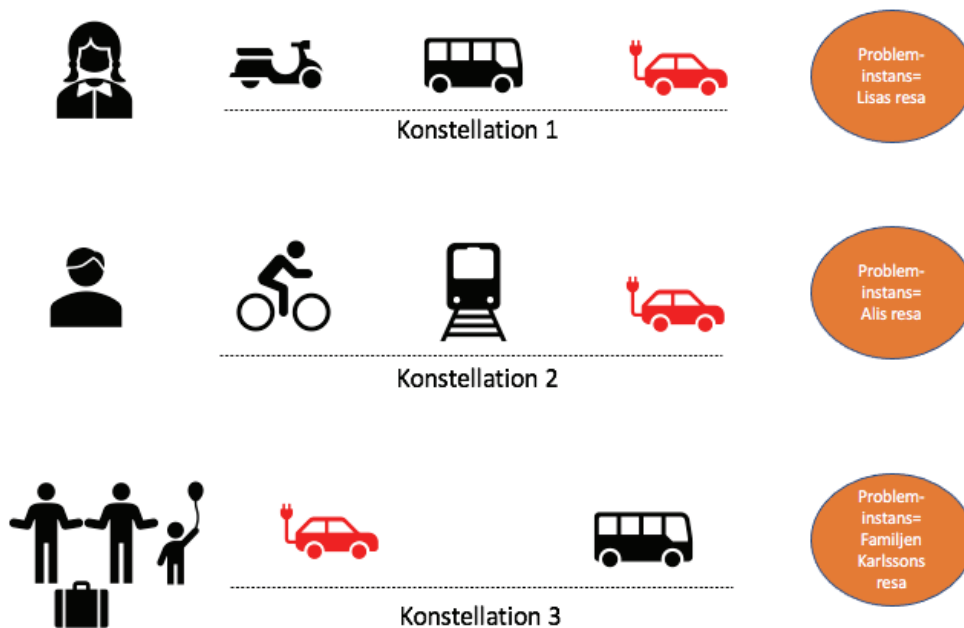 Problem-
instans=
Lisas resa
Konstellation 1
Problem-
instans=
Alis resa
Konstellation 2
Problem-
instans=
Familjen
Karlssons
resa
Konstellation 3